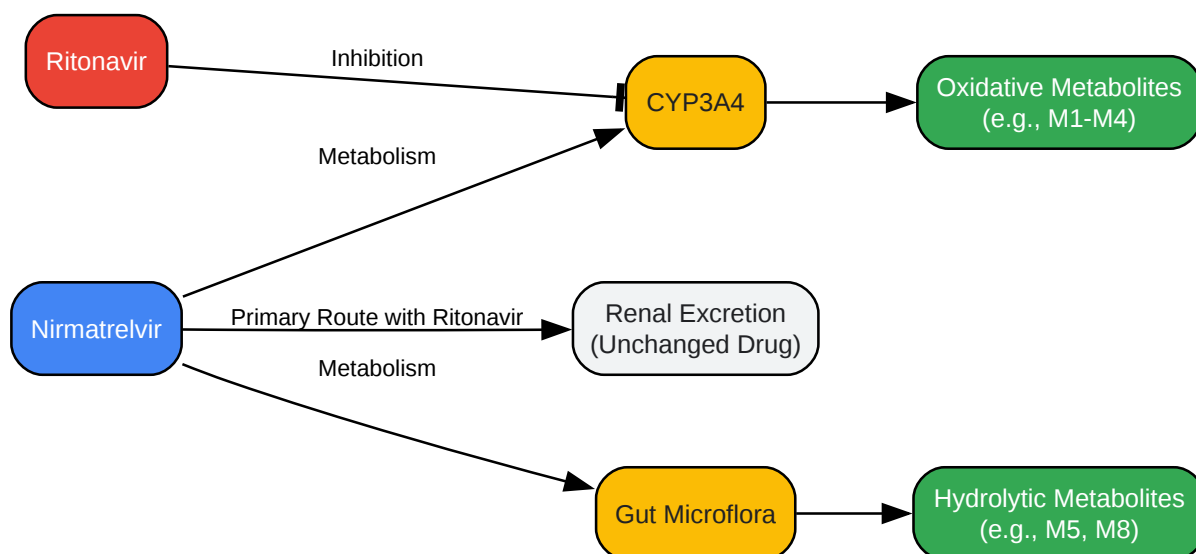 Ritonavir
Inhibition
CYP3A4
Oxidative Metabolites
(e.g., M1-M4)
Metabolism
Nirmatrelvir
Primary Route with Ritonavir
Renal Excretion
(Unchanged Drug)
Metabolism
Gut Microflora
Hydrolytic Metabolites
(e.g., M5, M8)